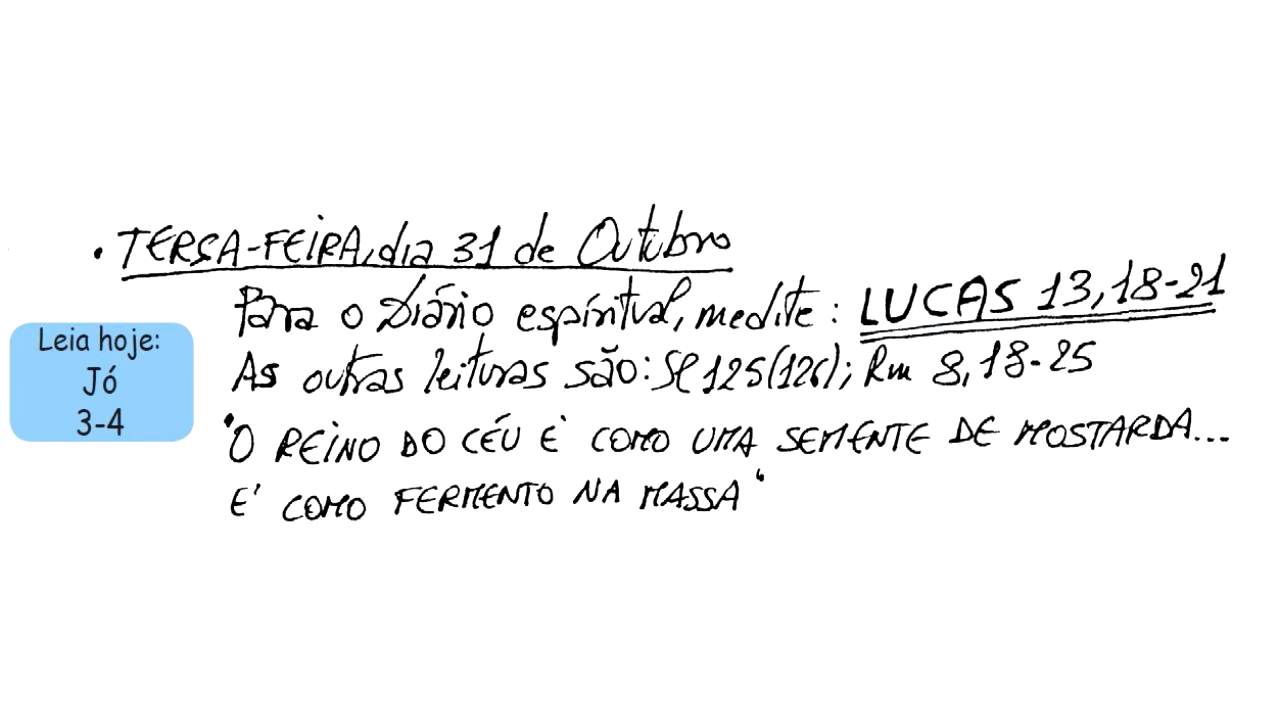 • TERÇA-FEIRA, dia 31 de Outubro
Para o Diário espiritual, medite: LUCAS 13,18-21
Leia hoje:
Jó
3-4
As outras leituras são: Sl 125(126); Rm 8,18-25
"O REINO DO CÉU É COMO UMA SEMENTE DE MOSTARDA...
É COMO FERMENTO NA MASSA"